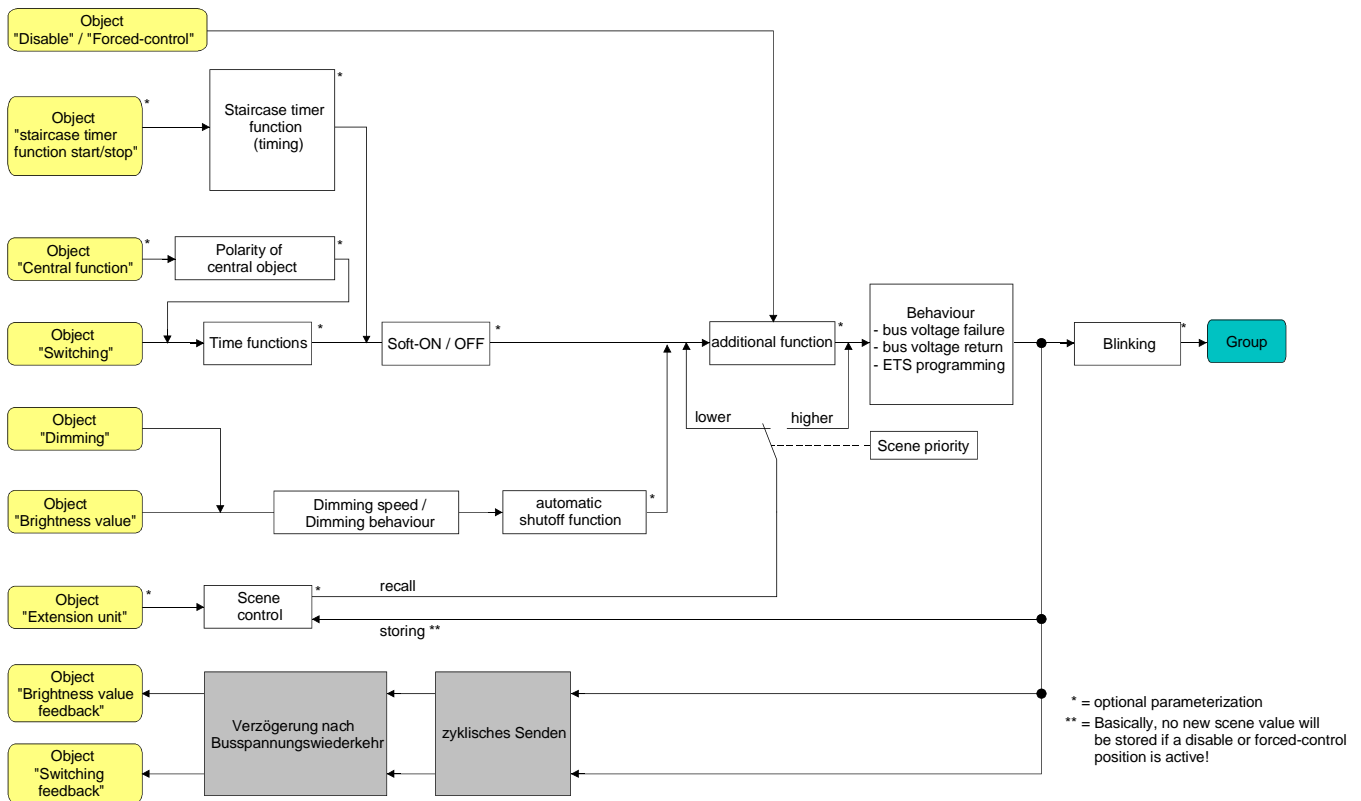 Object
"Disable" / "Forced-control"
*
Object
"staircase timer
function start/stop"
*
Staircase timer
function
(timing)
*
Object
"Central function"
*
Polarity of
central object
*
Object
"Switching"
Time functions
*
Soft-ON / OFF
*
additional function
*
Behaviour
- bus voltage failure
- bus voltage return
- ETS programming
Blinking
*
Group
lower
higher
Scene priority
Object
"Dimming"
Object
"Brightness value"
Dimming speed /
Dimming behaviour
automatic
shutoff function
*
Object
"Extension unit"
*
Scene
control
*
recall
storing **
Object
"Brightness value
feedback"
Object
"Switching
feedback"
Verzögerung nach
Busspannungswiederkehr
zyklisches Senden
* = optional parameterization
** = Basically, no new scene value will
be stored if a disable or forced-control
position is active!